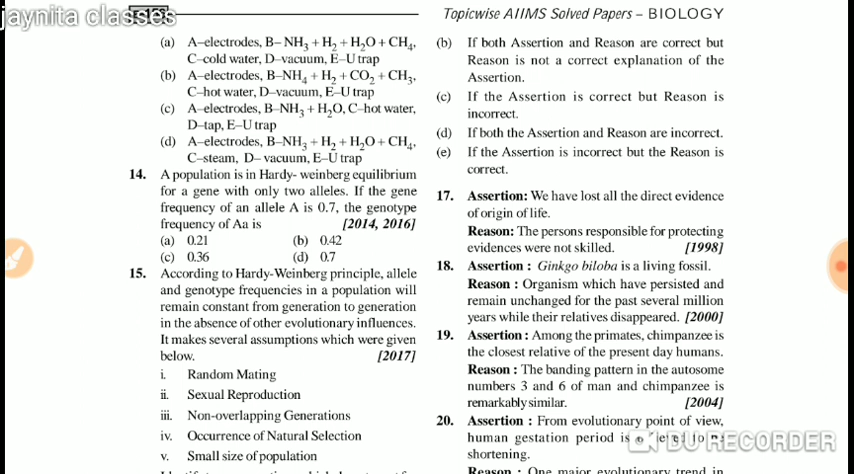 jaynita classes
Topicwise AIIMS Solved Papers – BIOLOGY
(a) A–electrodes, B– NH3 + H2 + H2O + CH4,
C–cold water, D–vacuum, E–U trap
(b) A–electrodes, B–NH4 + H2 + CO2 + CH3,
C–hot water, D–vacuum, E–U trap
(c) A–electrodes, B–NH3 + H2O, C–hot water,
D–tap, E–U trap
(d) A–electrodes, B–NH3 + H2 + H2O + CH4,
C–steam, D– vacuum, E–U trap
14. A population is in Hardy- weinberg equilibrium
for a gene with only two alleles. If the gene
frequency of an allele A is 0.7, the genotype
frequency of Aa is [2014, 2016]
(a) 0.21 (b) 0.42
(c) 0.36 (d) 0.7
15. According to Hardy-Weinberg principle, allele
and genotype frequencies in a population will
remain constant from generation to generation
in the absence of other evolutionary influences.
It makes several assumptions which were given
below. [2017]
i. Random Mating
ii. Sexual Reproduction
iii. Non-overlapping Generations
iv. Occurrence of Natural Selection
v. Small size of population
(b) If both Assertion and Reason are correct but
Reason is not a correct explanation of the
Assertion.
(c) If the Assertion is correct but Reason is
incorrect.
(d) If both the Assertion and Reason are incorrect.
(e) If the Assertion is incorrect but the Reason is
correct.
17. Assertion: We have lost all the direct evidence
of origin of life.
Reason: The persons responsible for protecting
evidences were not skilled. [1998]
18. Assertion : Ginkgo biloba is a living fossil.
Reason : Organism which have persisted and
remain unchanged for the past several million
years while their relatives disappeared. [2000]
19. Assertion : Among the primates, chimpanzee is
the closest relative of the present day humans.
Reason : The banding pattern in the autosome
numbers 3 and 6 of man and chimpanzee is
remarkably similar. [2004]
20. Assertion : From evolutionary point of view,
human gestation period is
DU RECORDER
shortening.
Reason : One major evolutionary trend in